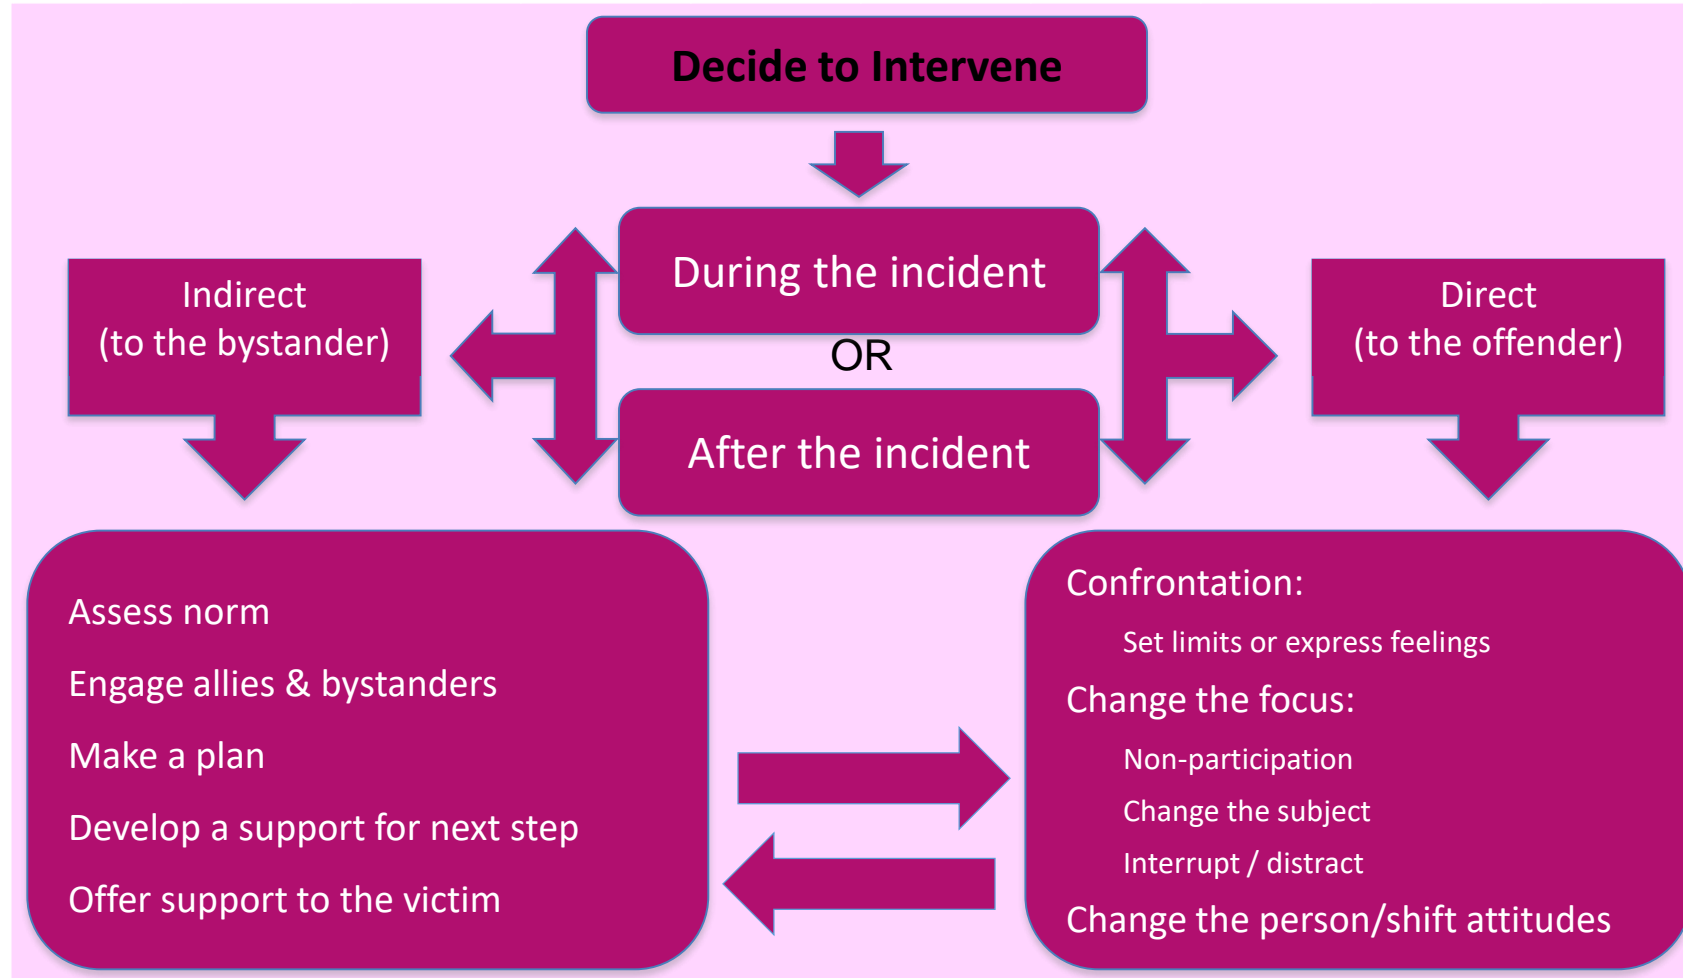 Decide to Intervene
During the incident
OR
After the incident
Indirect
(to the bystander)
Direct
(to the offender)
Assess norm
Engage allies & bystanders
Make a plan
Develop a support for next step
Offer support to the victim
Confrontation:
Set limits or express feelings
Change the focus:
Non-participation
Change the subject
Interrupt / distract
Change the person/shift attitudes